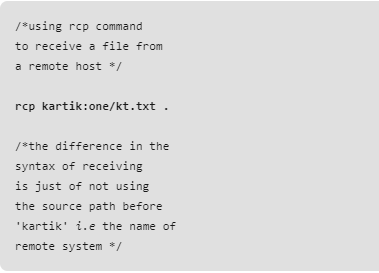 /*using rcp command
to receive a file from
a remote host */
rcp kartik:one/kt.txt .
/*the difference in the
syntax of receiving
is just of not using
the source path before
'kartik' i.e the name of
remote system */